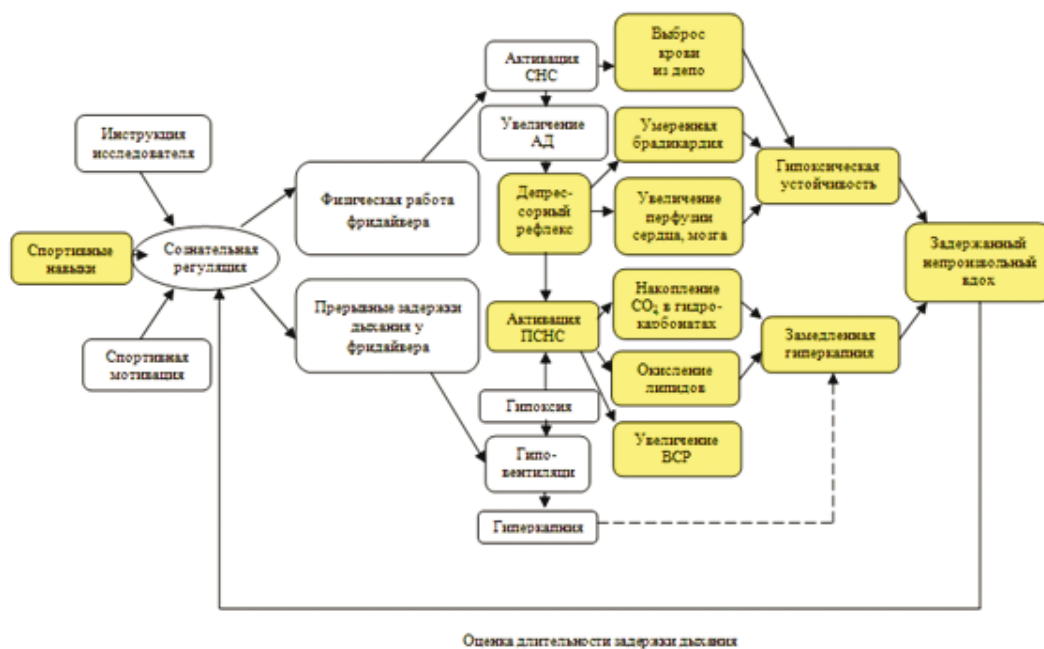 Инструкция
исследователя
Спортивные
навыки
Сознательная
регуляция
Спортивная
мотивация
Физическая работа
фридайвера
Прерывные задержки
дыхания у
фридайвера
Активация
СНС
Увеличение
АД
Депрес-
сорный
рефлекс
Активация
ПСНС
Гипоксия
Гипо-
вентиляци
Гиперкапния
Выброс
крови
из депо
Умеренная
брадикардия
Увеличение
перфузии
сердца, мозга
Накопление
CO₄ в гидро-
карбонатах
Окисление
липидов
Увеличение
ВСР
Гипоксическая
устойчивость
Замедленная
гиперкапния
Задержанный
непроизвольный
вдох
Оценка длительности задержки дыхания